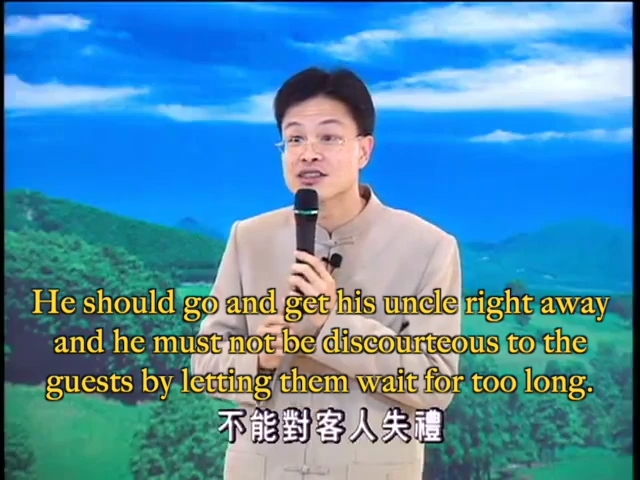 He should go and get his uncle right away
and he must not be discourteous to the
guests by letting them wait for too long.
不能對客人失禮